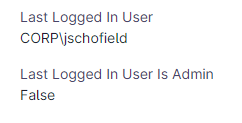 Last Logged In User
CORP\jschofield
Last Logged In User Is Admin
False